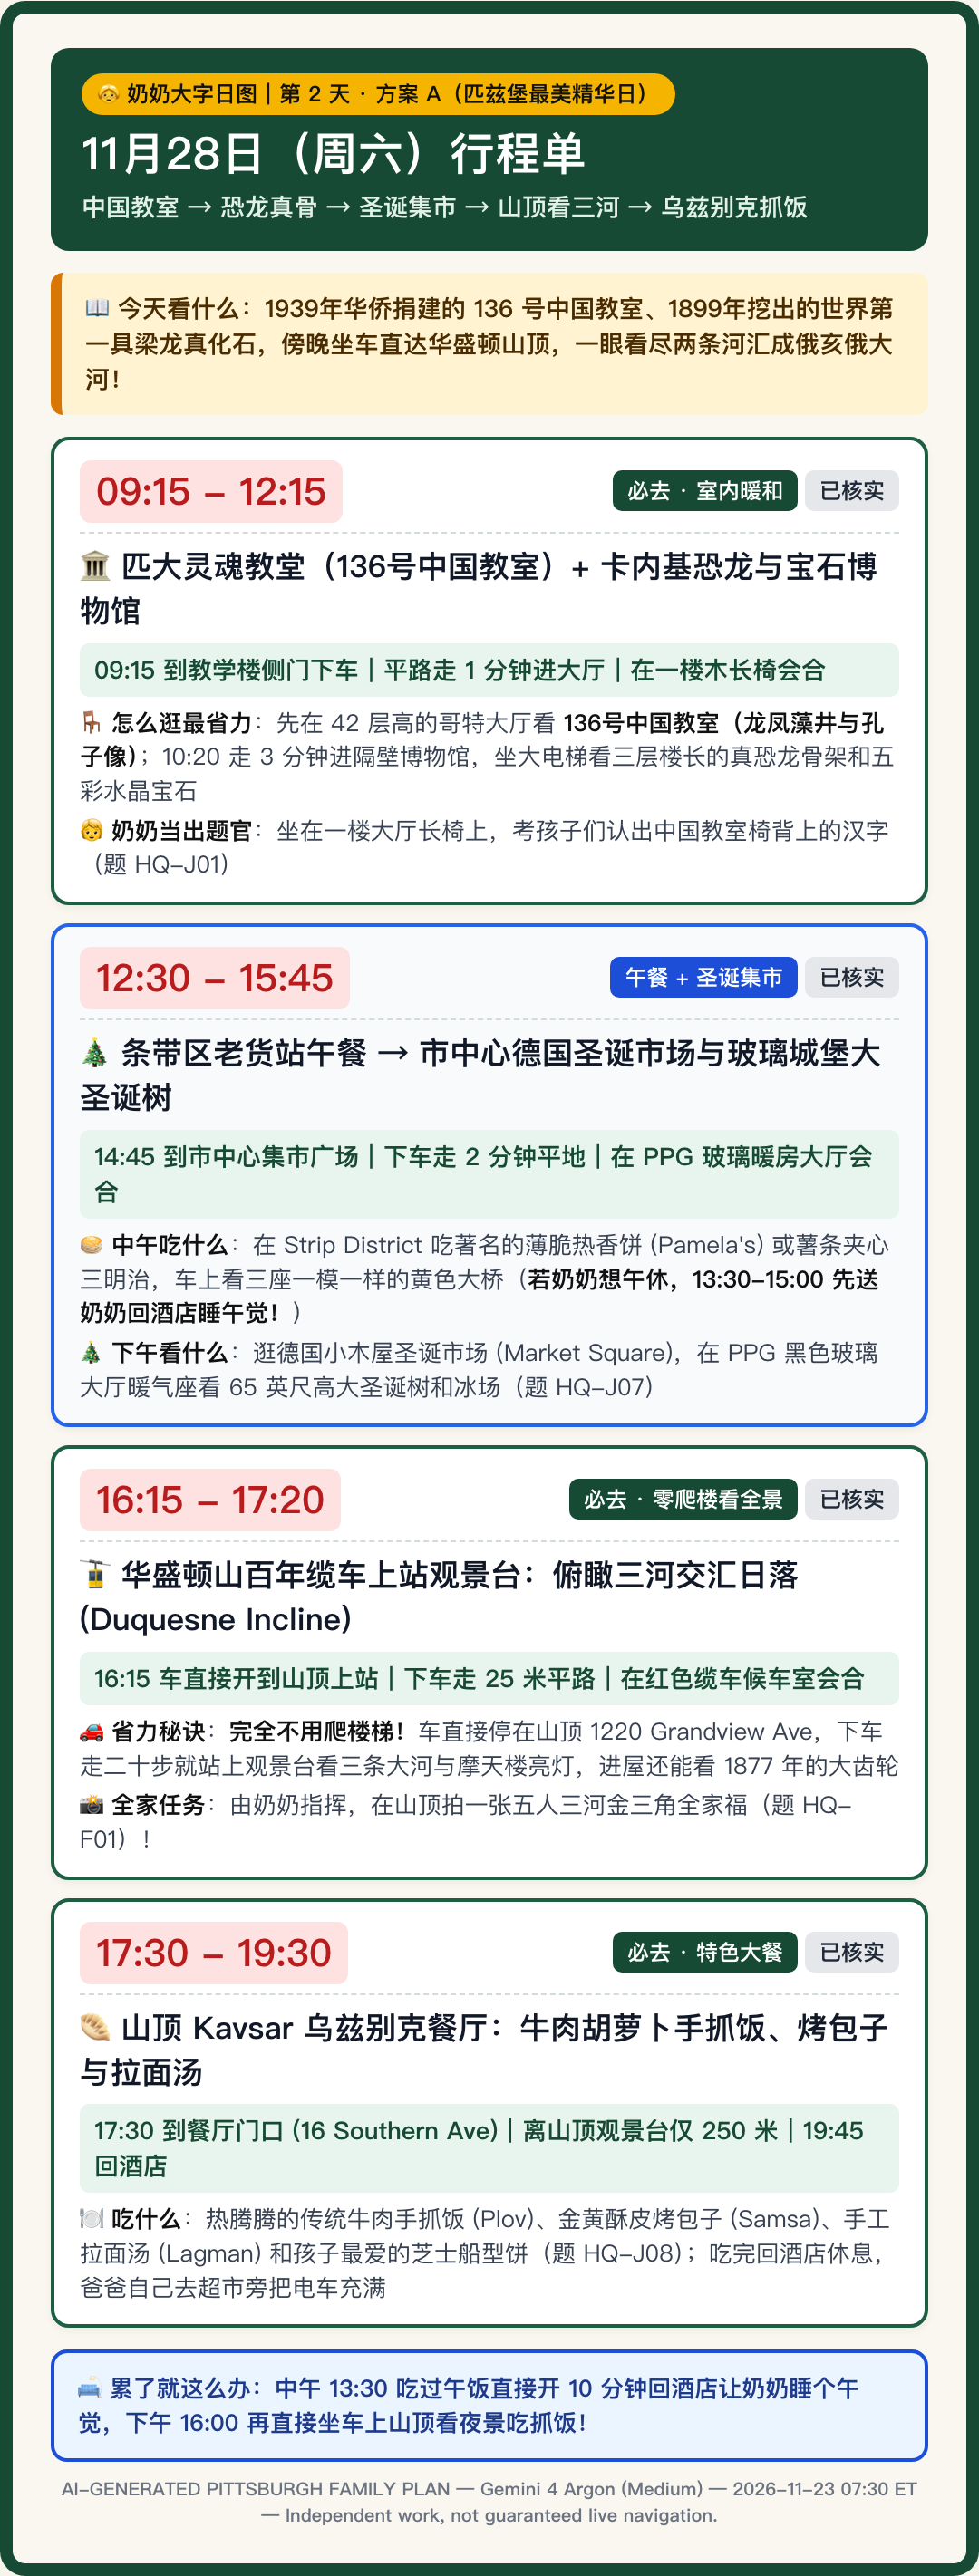 👵 奶奶大字日图｜第 2 天 · 方案 A（匹兹堡最美精华日）
11月28日（周六）行程单
中国教室 → 恐龙真骨 → 圣诞集市 → 山顶看三河 → 乌兹别克抓饭
📖 今天看什么：1939年华侨捐建的 136 号中国教室、1899年挖出的世界第
一具梁龙真化石，傍晚坐车直达华盛顿山顶，一眼看尽两条河汇成俄亥俄大
河！
09:15 – 12:15
必去 · 室内暖和
已核实
🏛️ 匹大灵魂教堂（136号中国教室）+ 卡内基恐龙与宝石博
物馆
09:15 到教学楼侧门下车｜平路走 1 分钟进大厅｜在一楼木长椅会合
🪑 怎么逛最省力：先在 42 层高的哥特大厅看 136号中国教室（龙凤藻井与孔
子像）；10:20 走 3 分钟进隔壁博物馆，坐大电梯看三层楼长的真恐龙骨架和五
彩水晶宝石
👵 奶奶当出题官：坐在一楼大厅长椅上，考孩子们认出中国教室椅背上的汉字
（题 HQ-J01）
12:30 – 15:45
午餐 + 圣诞集市
已核实
🎄 条带区老货站午餐 → 市中心德国圣诞市场与玻璃城堡大
圣诞树
14:45 到市中心集市广场｜下车走 2 分钟平地｜在 PPG 玻璃暖房大厅会
合
🥞 中午吃什么：在 Strip District 吃著名的薄脆热香饼 (Pamela's) 或薯条夹心
三明治，车上看三座一模一样的黄色大桥（若奶奶想午休，13:30-15:00 先送
奶奶回酒店睡午觉！）
🎄 下午看什么：逛德国小木屋圣诞市场 (Market Square)，在 PPG 黑色玻璃
大厅暖气座看 65 英尺高大圣诞树和冰场（题 HQ-J07）
16:15 – 17:20
必去 · 零爬楼看全景
已核实
🚡 华盛顿山百年缆车上站观景台：俯瞰三河交汇日落
(Duquesne Incline)
16:15 车直接开到山顶上站｜下车走 25 米平路｜在红色缆车候车室会合
🚗 省力秘诀：完全不用爬楼梯！车直接停在山顶 1220 Grandview Ave，下车
走二十步就站上观景台看三条大河与摩天楼亮灯，进屋还能看 1877 年的大齿轮
📸 全家任务：由奶奶指挥，在山顶拍一张五人三河金三角全家福（题 HQ-
F01）！
17:30 – 19:30
必去 · 特色大餐
已核实
🥟 山顶 Kavsar 乌兹别克餐厅：牛肉胡萝卜手抓饭、烤包子
与拉面汤
17:30 到餐厅门口 (16 Southern Ave)｜离山顶观景台仅 250 米｜19:45
回酒店
🍽️ 吃什么：热腾腾的传统牛肉手抓饭 (Plov)、金黄酥皮烤包子 (Samsa)、手工
拉面汤 (Lagman) 和孩子最爱的芝士船型饼（题 HQ-J08）；吃完回酒店休息，
爸爸自己去超市旁把电车充满
🛋️ 累了就这么办：中午 13:30 吃过午饭直接开 10 分钟回酒店让奶奶睡个午
觉，下午 16:00 再直接坐车上山顶看夜景吃抓饭！
AI-GENERATED PITTSBURGH FAMILY PLAN — Gemini 4 Argon (Medium) — 2026-11-23 07:30 ET
— Independent work, not guaranteed live navigation.